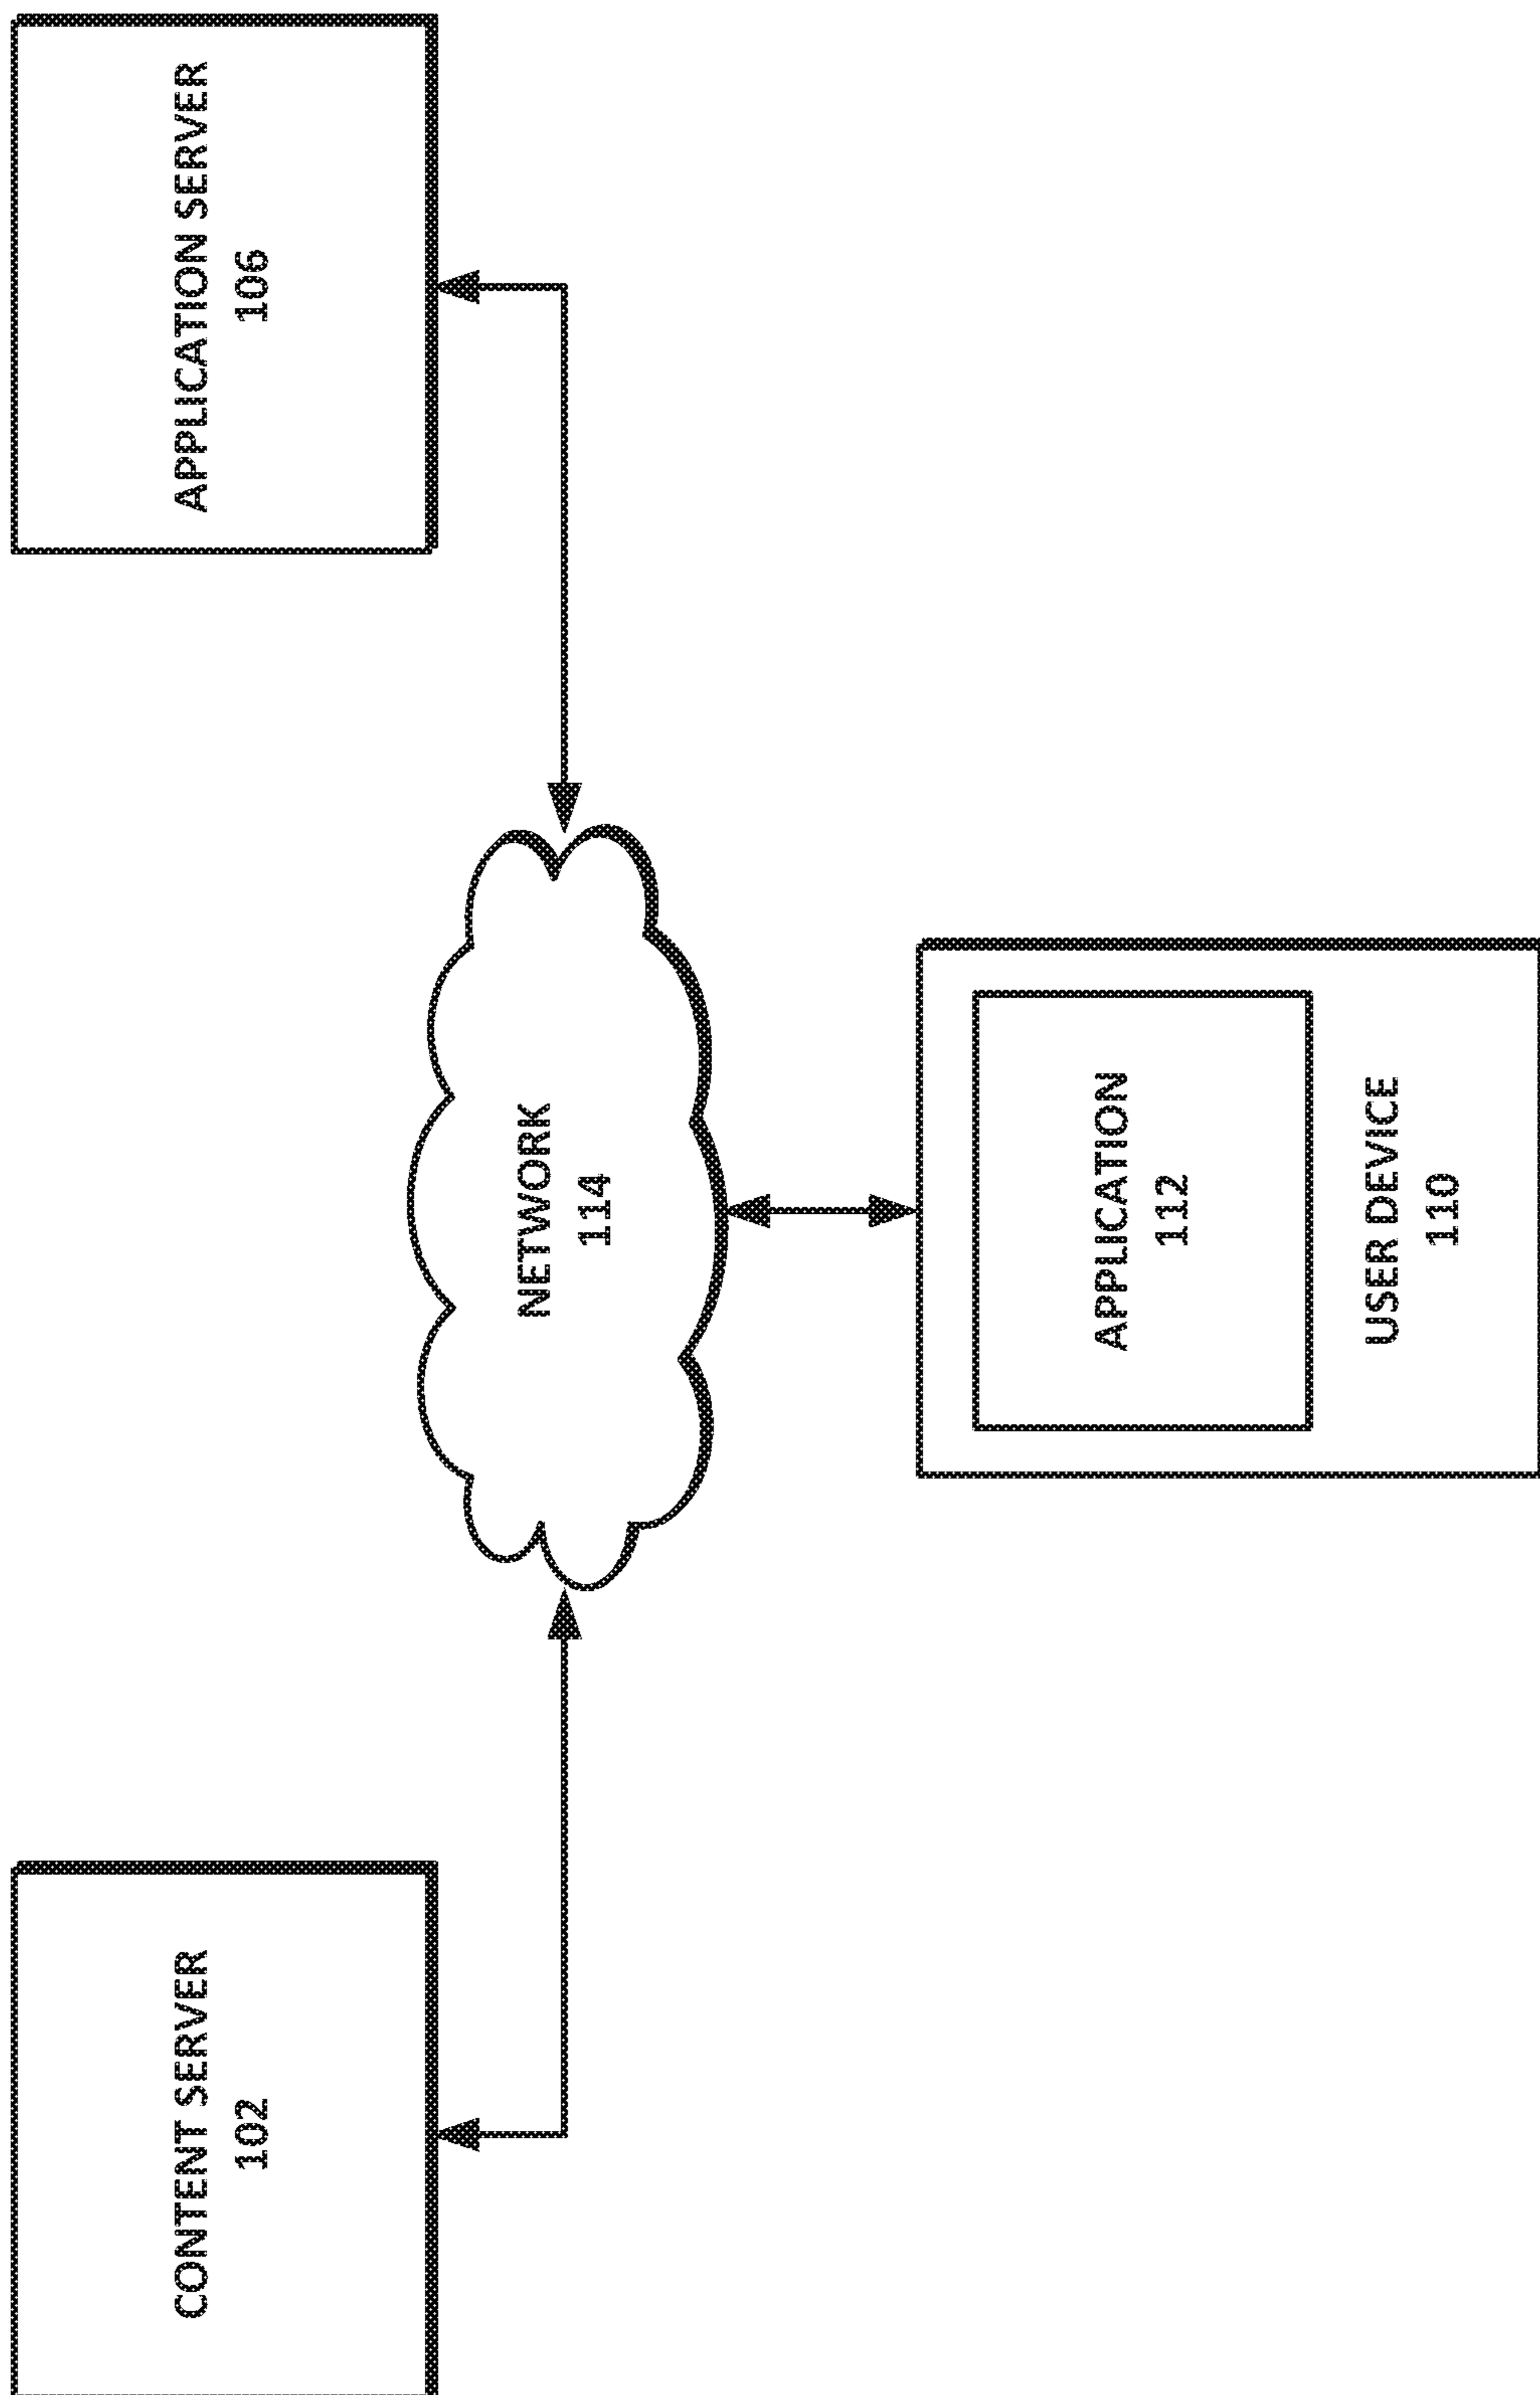 CONTENT SERVER
102
APPLICATION SERVER
106
NETWORK
114
APPLICATION
112
USER DEVICE
110